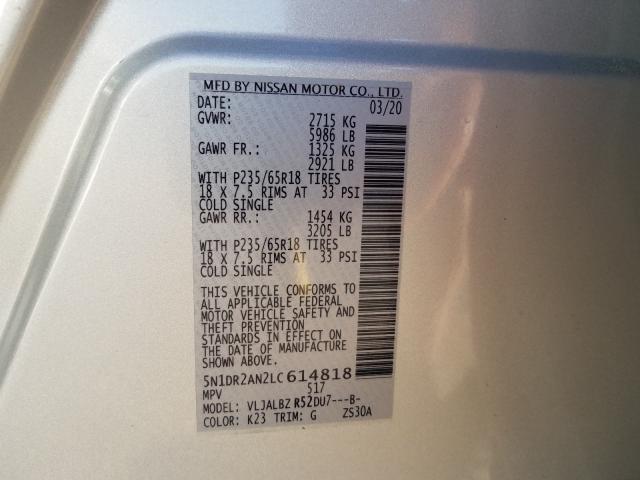 MFD BY NISSAN MOTOR CO., LTD.
DATE: 03/20
GVWR: 2715 KG
5986 LB
GAWR FR.: 1325 KG
2921 LB
WITH P235/65R18 TIRES
18 X 7.5 RIMS AT 33 PSI
COLD SINGLE
GAWR RR.: 1454 KG
3205 LB
WITH P235/65R18 TIRES
18 X 7.5 RIMS AT 33 PSI
COLD SINGLE
THIS VEHICLE CONFORMS TO
ALL APPLICABLE FEDERAL
MOTOR VEHICLE SAFETY AND
THEFT PREVENTION
STANDARDS IN EFFECT ON
THE DATE OF MANUFACTURE
SHOWN ABOVE.
5N1DR2AN2LC614818
MPV 517
MODEL: VLJALBZ R52DU7---B-
COLOR: K23 TRIM: G ZS30A